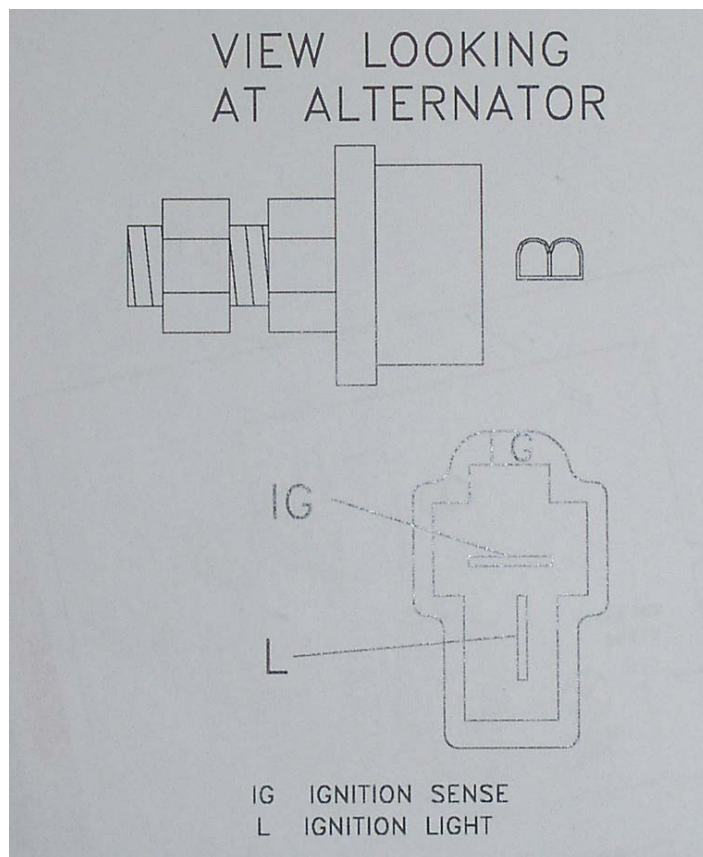 VIEW LOOKING
AT ALTERNATOR
B
IG
IG
L
IG IGNITION SENSE
L IGNITION LIGHT